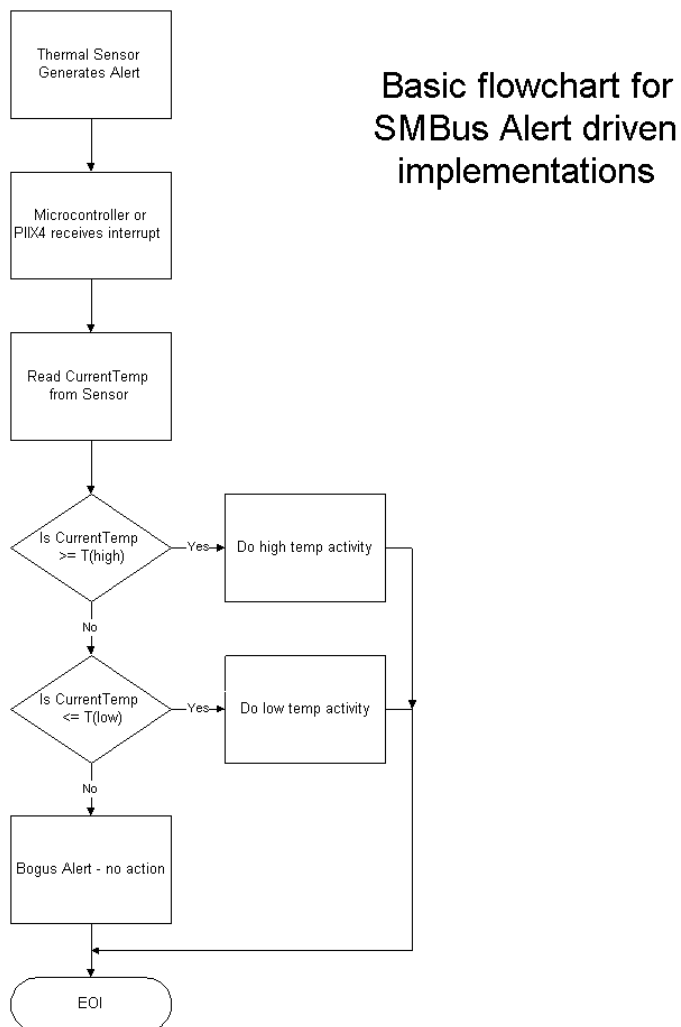 Basic flowchart for
SMBus Alert driven
implementations
Thermal Sensor
Generates Alert
Microcontroller or
PIIX4 receives interrupt
Read CurrentTemp
from Sensor
Is CurrentTemp
>= T(high)
Yes
Do high temp activity
No
Is CurrentTemp
<= T(low)
Yes
Do low temp activity
No
Bogus Alert - no action
EOI